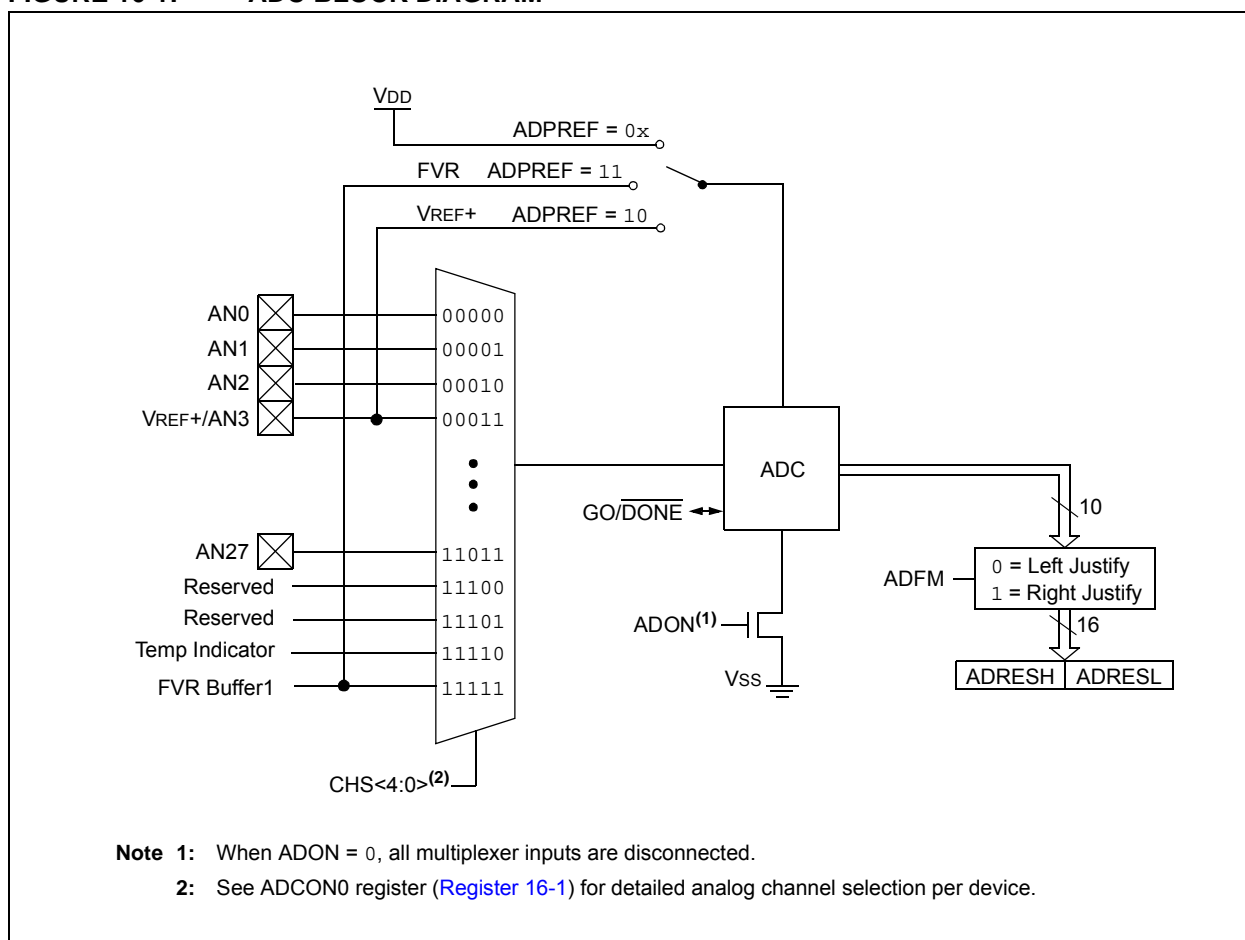 VDD
ADPREF = 0x
FVR ADPREF = 11
VREF+ ADPREF = 10
AN0 00000
AN1 00001
AN2 00010
VREF+/AN3 00011
ADC
GO/DONE
10
AN27 11011
Reserved 11100
Reserved 11101
Temp Indicator 11110
FVR Buffer1 11111
ADFM
0 = Left Justify
1 = Right Justify
16
ADON(1)
VSS
ADRESH ADRESL
CHS<4:0>(2)
Note 1: When ADON = 0, all multiplexer inputs are disconnected.
2: See ADCON0 register (Register 16-1) for detailed analog channel selection per device.